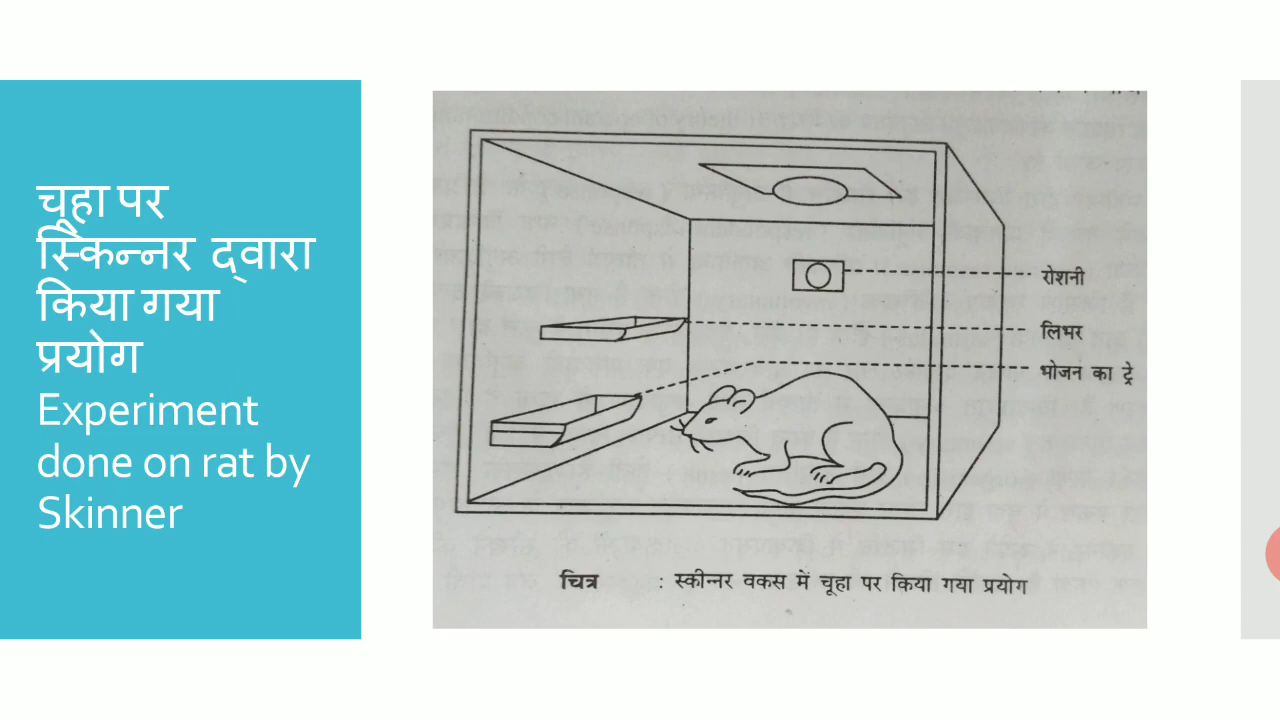 चूहा पर
स्किन्नर द्वारा
किया गया
प्रयोग
Experiment
done on rat by
Skinner
रोशनी
लिभर
भोजन का ट्रे
चित्र : स्कीन्नर वकस में चूहा पर किया गया प्रयोग